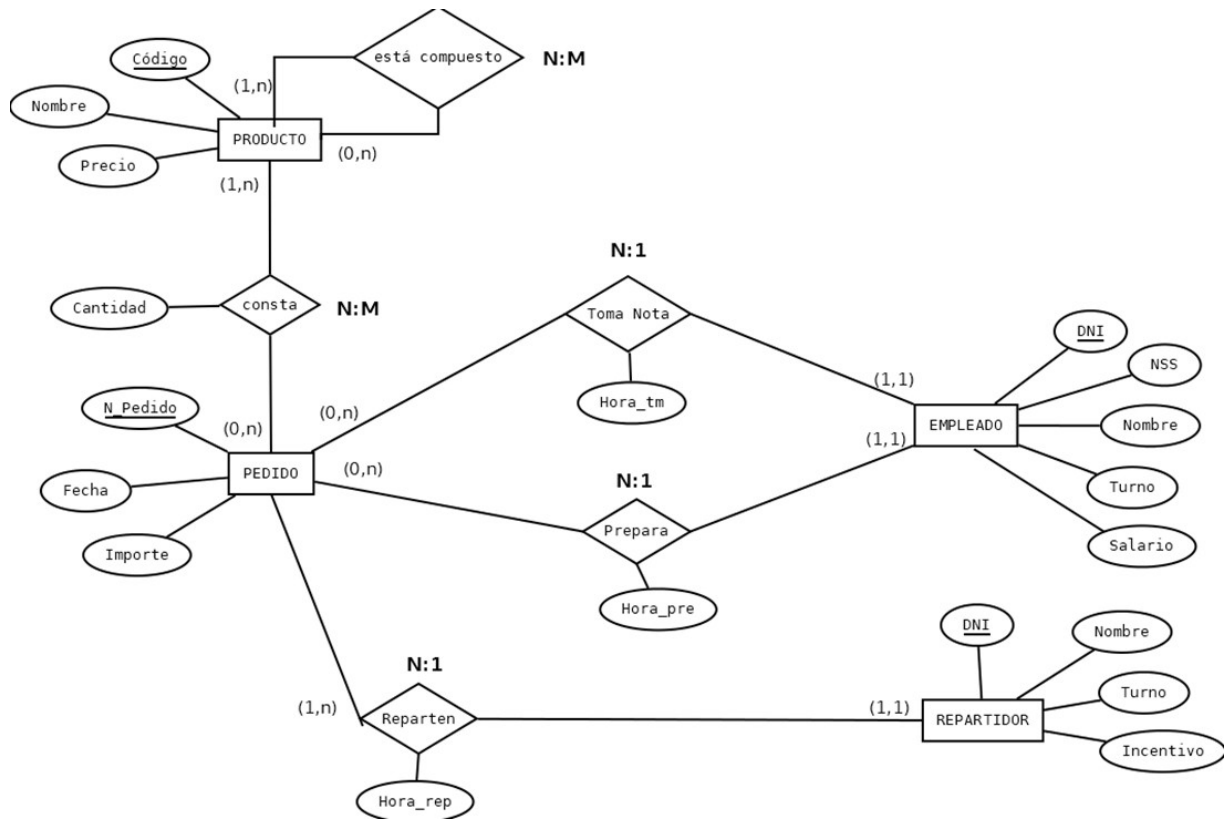 está compuesto
N:M
Código
(1,n)
Nombre
PRODUCTO
(0,n)
Precio
(1,n)
N:1
Cantidad
consta
N:M
Toma Nota
DNI
NSS
(1,1)
Hora_tm
N_Pedido
(0,n)
(0,n)
EMPLEADO
Nombre
(1,1)
PEDIDO
(0,n)
N:1
Fecha
Turno
Prepara
Importe
Salario
Hora_pre
DNI
Nombre
N:1
Turno
(1,n)
Reparten
(1,1)
REPARTIDOR
Incentivo
Hora_rep